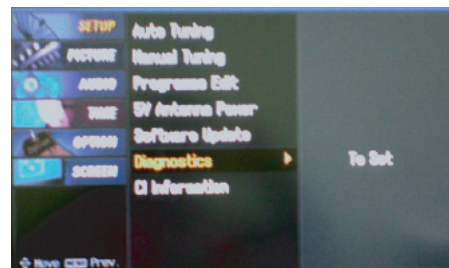 SETUP
PICTURE
AUDIO
TIME
OPTION
SCREEN
Auto Tuning
Manual Tuning
Programme Edit
5V Antenna Power
Software Update
Diagnostics
CI Information
To Set
Move MENU Prev.